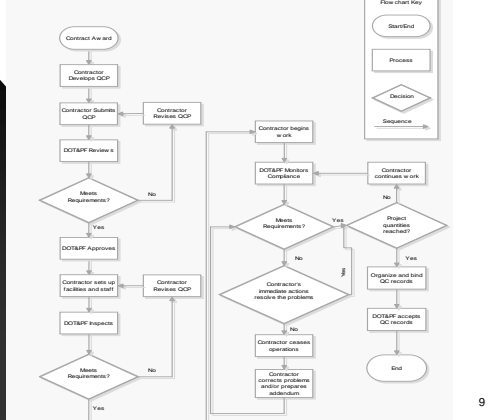 Flow chart Key
Start/End
Process
Decision
Sequence
Contract Award
Contractor
Develops QCP
Contractor Submits
QCP
Contractor
Revises QCP
DOT&PF Reviews
Meets
Requirements?
No
Yes
DOT&PF Approves
Contractor sets up
facilities and staff
Contractor
Revises QCP
DOT&PF Inspects
Meets
Requirements?
No
Yes
Contractor begins
work
DOT&PF Monitors
Compliance
Contractor
continues work
No
Meets
Requirements?
Yes
Project
quantities
reached?
No
Yes
Yes
Contractor's
immediate actions
resolve the problems
Organize and bind
QC records
No
Contractor ceases
operations
DOT&PF accepts
QC records
Contractor
corrects problems
and/or prepares
addendum
End
9